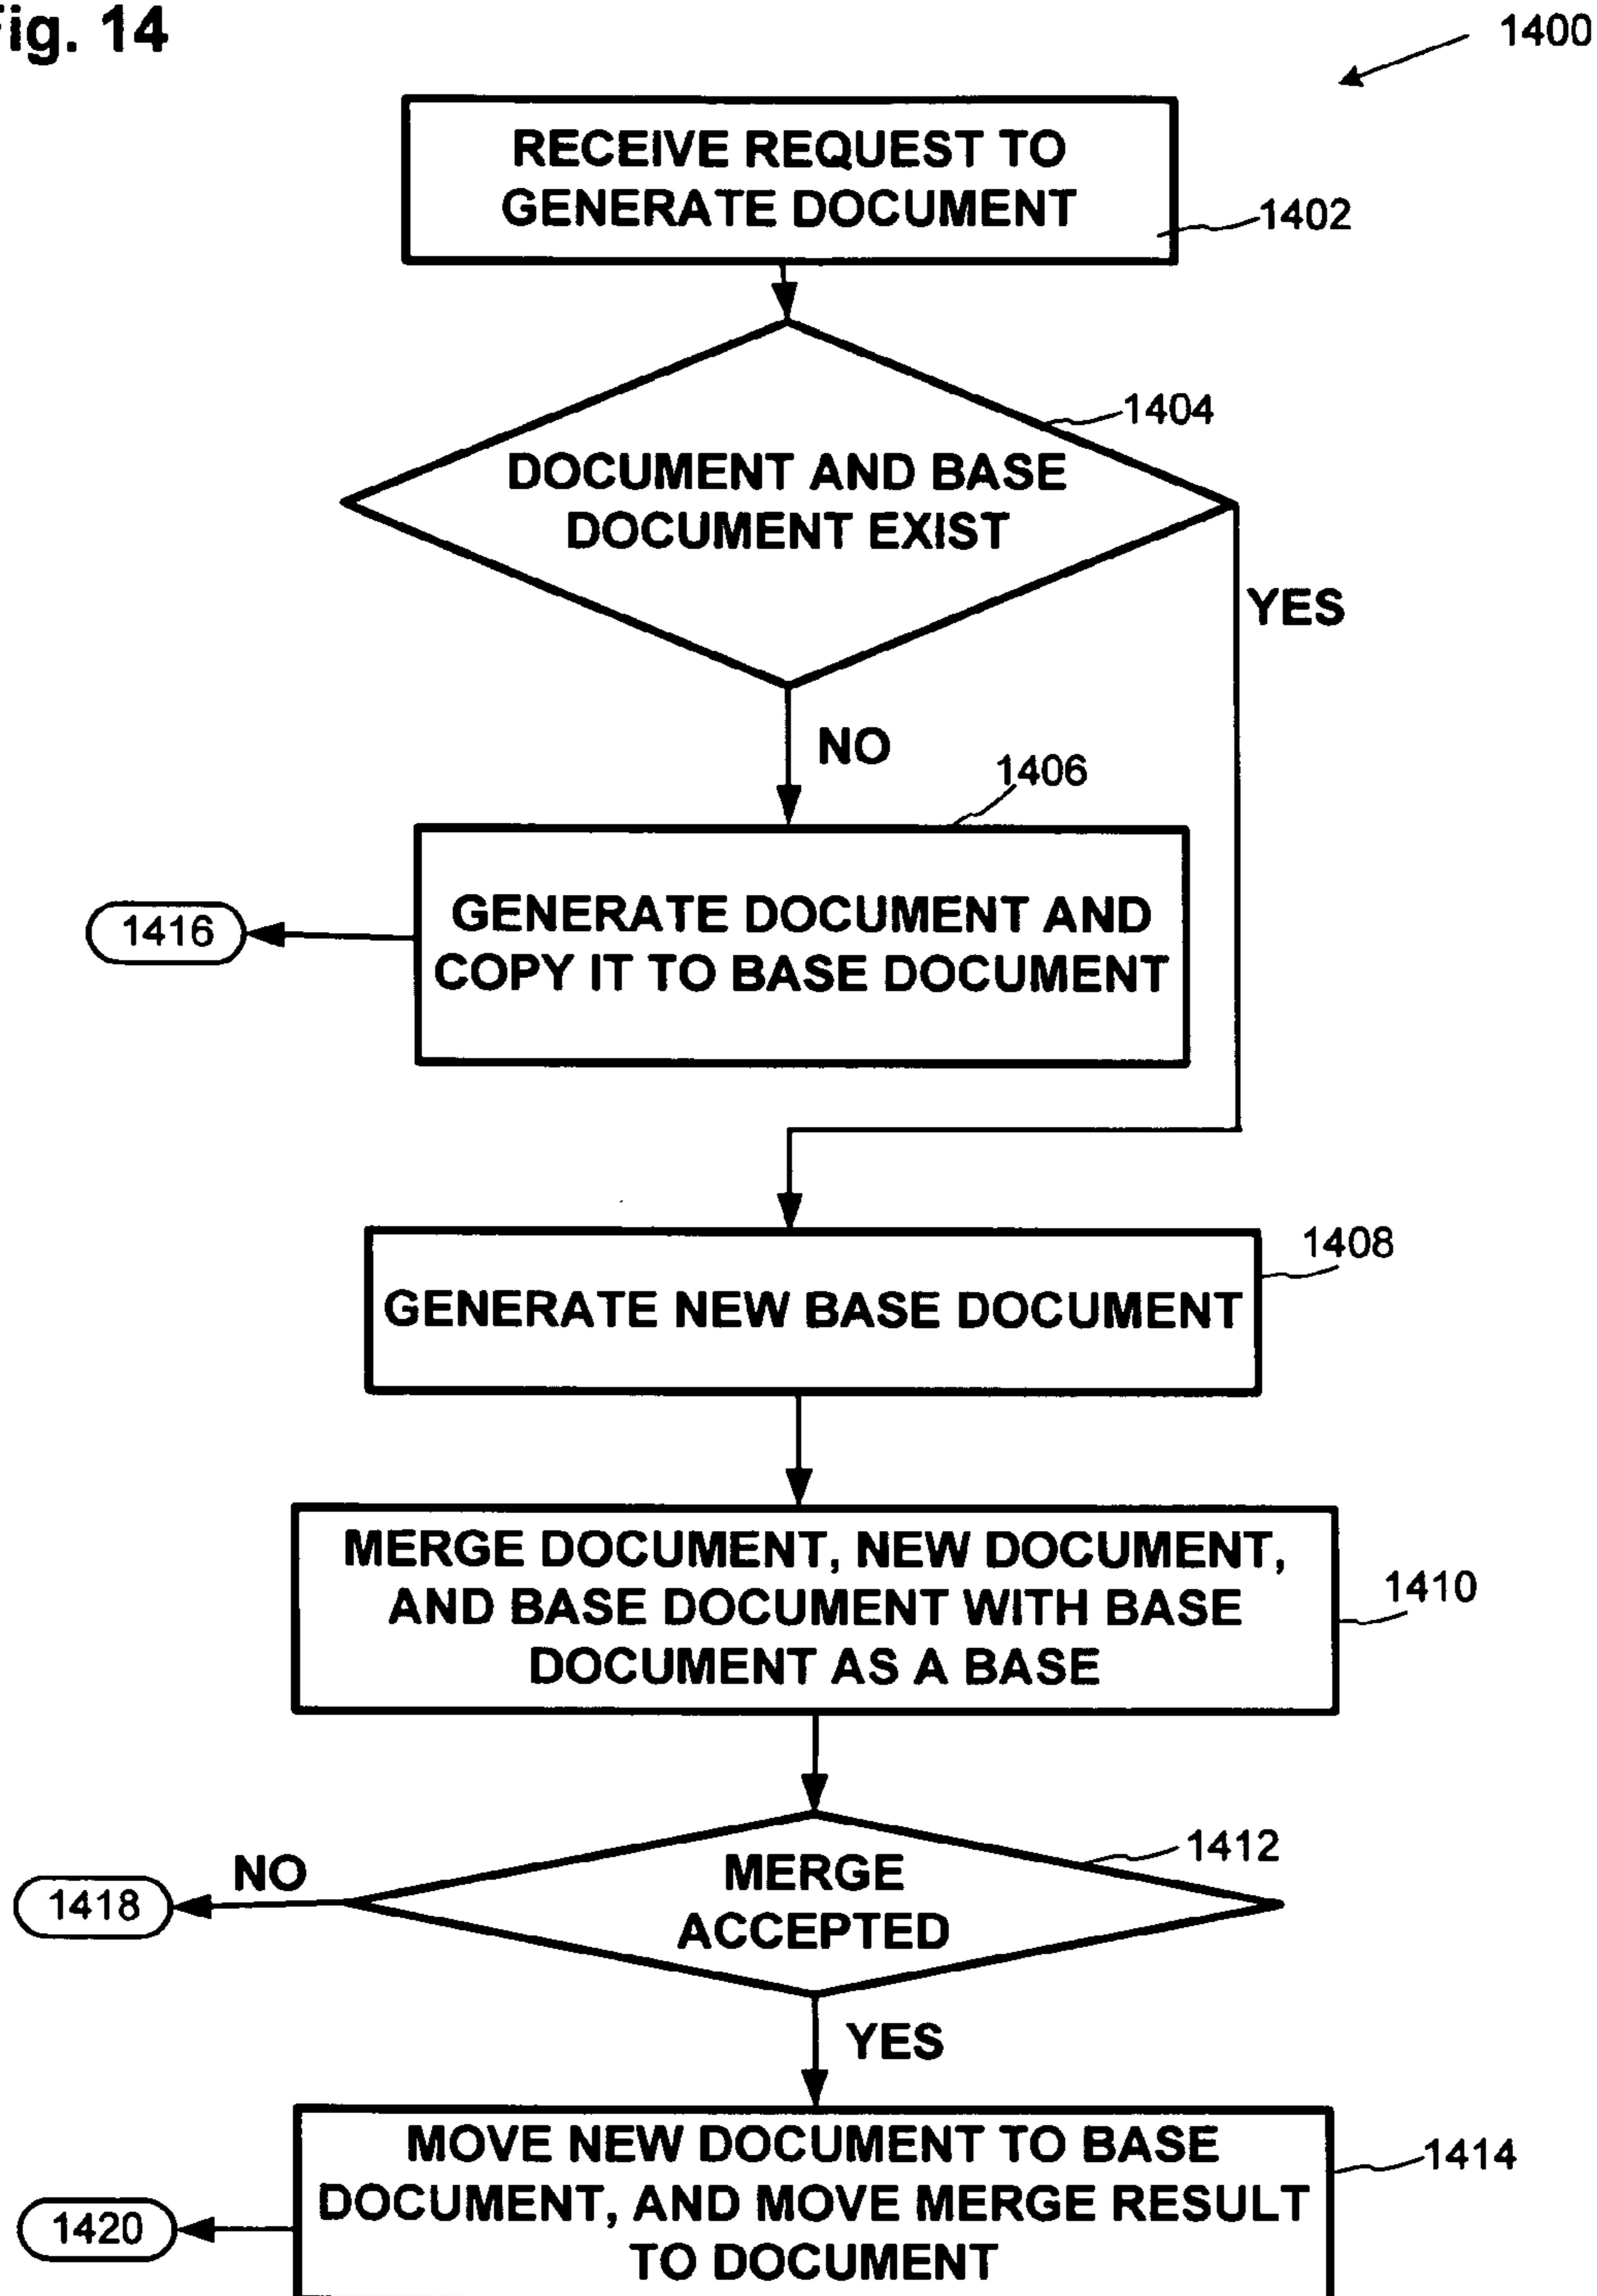 Fig. 14
1400
RECEIVE REQUEST TO
GENERATE DOCUMENT
1402
1404
DOCUMENT AND BASE
DOCUMENT EXIST
YES
NO
1406
GENERATE DOCUMENT AND
COPY IT TO BASE DOCUMENT
1416
1408
GENERATE NEW BASE DOCUMENT
MERGE DOCUMENT, NEW DOCUMENT,
AND BASE DOCUMENT WITH BASE
DOCUMENT AS A BASE
1410
1412
MERGE
ACCEPTED
NO
1418
YES
MOVE NEW DOCUMENT TO BASE
DOCUMENT, AND MOVE MERGE RESULT
TO DOCUMENT
1414
1420